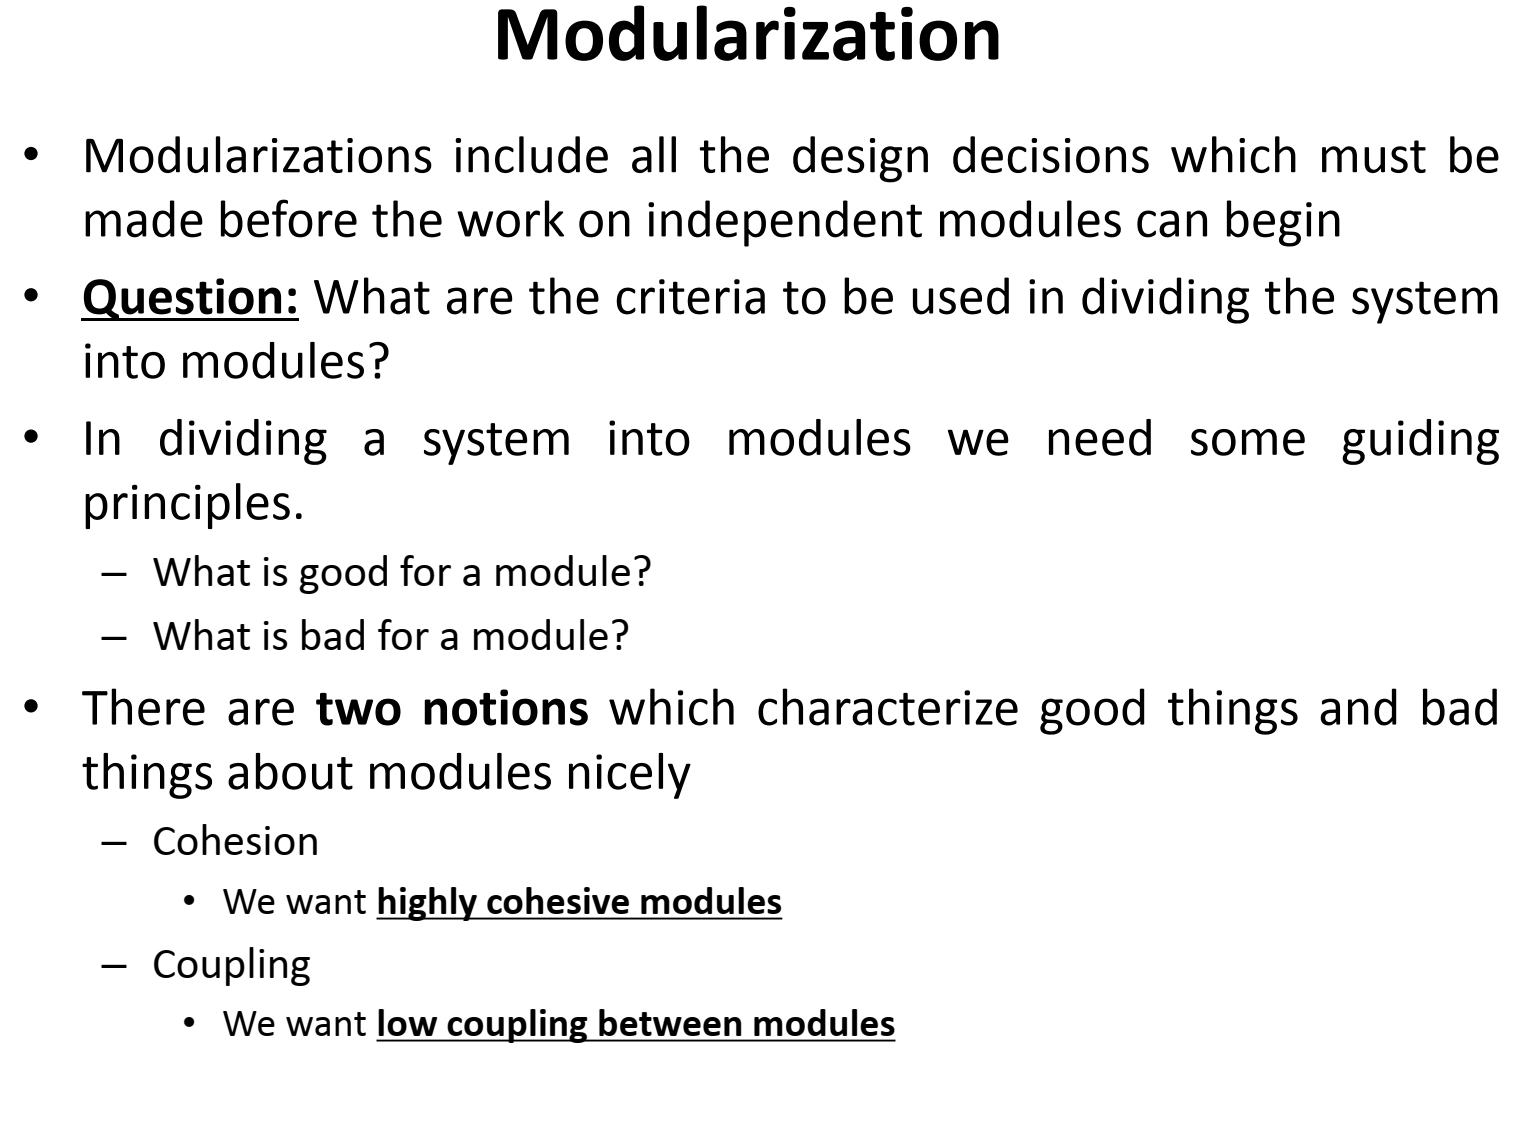 Modularization
• Modularizations include all the design decisions which must be
made before the work on independent modules can begin
• Question: What are the criteria to be used in dividing the system
into modules?
• In dividing a system into modules we need some guiding
principles.
– What is good for a module?
– What is bad for a module?
• There are two notions which characterize good things and bad
things about modules nicely
– Cohesion
• We want highly cohesive modules
– Coupling
• We want low coupling between modules